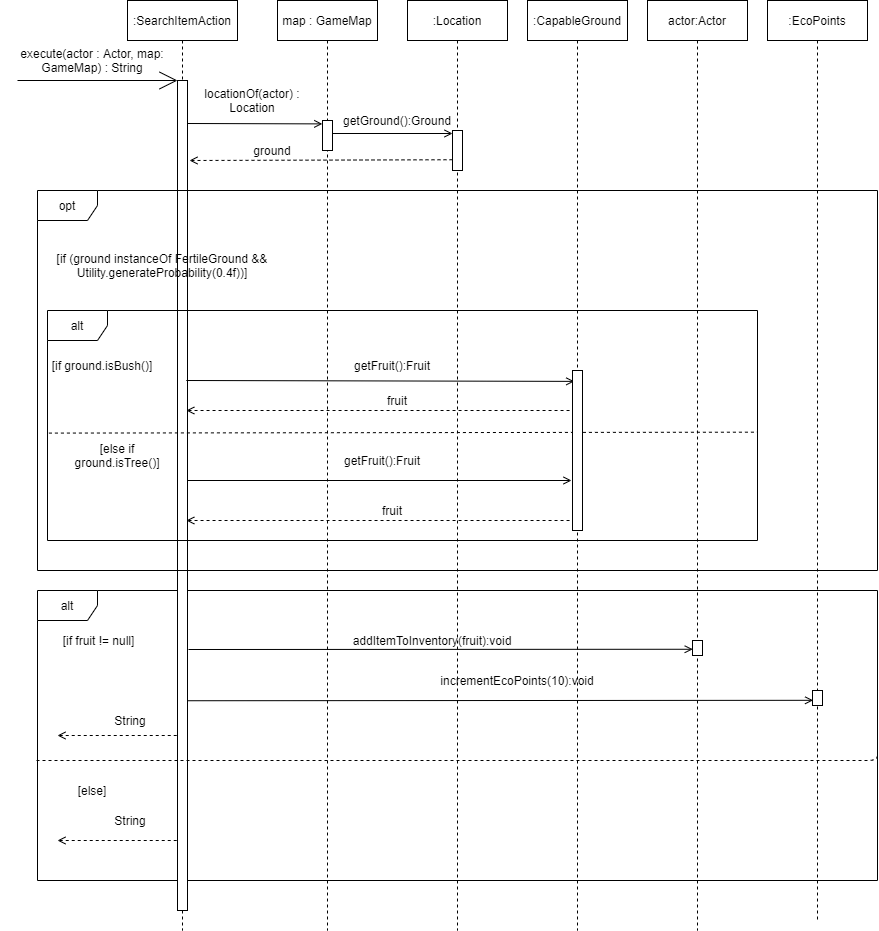 :SearchItemAction
map : GameMap
:Location
:CapableGround
actor:Actor
:EcoPoints
execute(actor : Actor, map:
GameMap) : String
locationOf(actor) :
Location
getGround():Ground
ground
opt
[if (ground instanceOf FertileGround &&
Utility.generateProbability(0.4f))]
alt
[if ground.isBush()]
getFruit():Fruit
fruit
[else if
ground.isTree()]
getFruit():Fruit
fruit
alt
[if fruit != null]
addItemToInventory(fruit):void
incrementEcoPoints(10):void
String
[else]
String